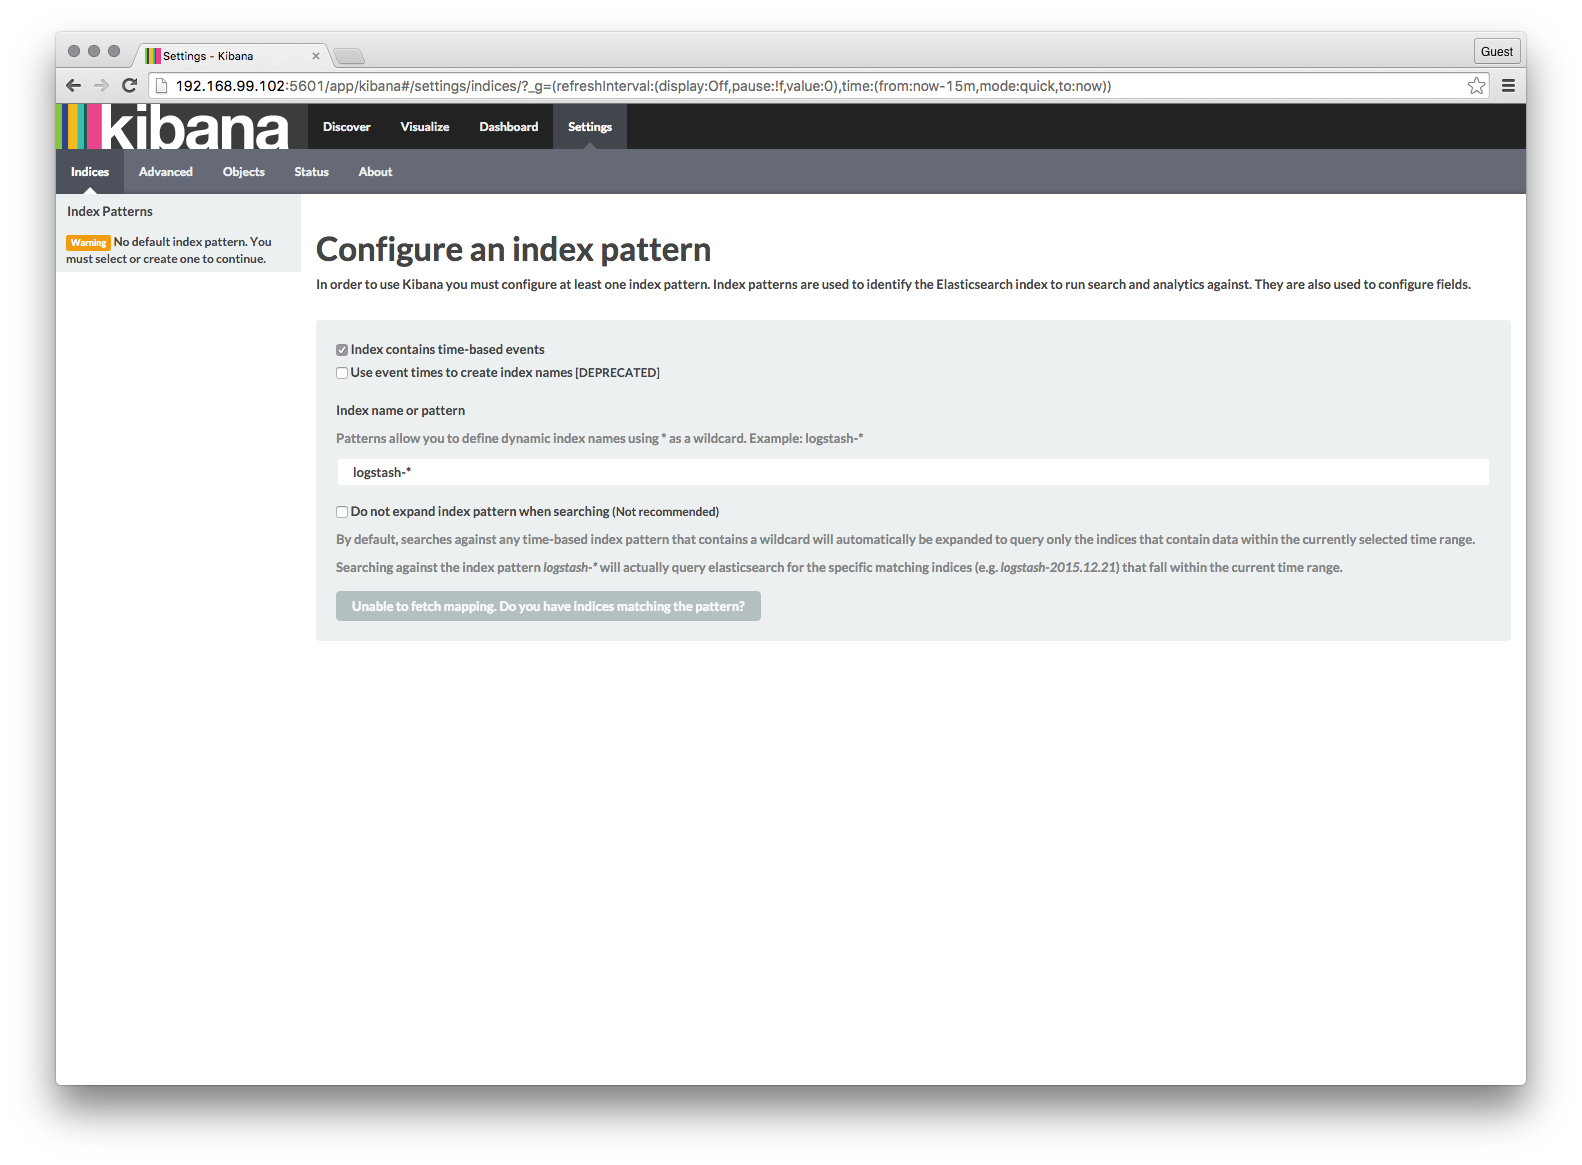 Settings - Kibana
Guest
192.168.99.102:5601/app/kibana#/settings/indices/?_g=(refreshInterval:(display:Off,pause:!f,value:0),time:(from:now-15m,mode:quick,to:now))
kibana
Discover Visualize Dashboard Settings
Indices Advanced Objects Status About
Index Patterns
Warning No default index pattern. You
must select or create one to continue.
Configure an index pattern
In order to use Kibana you must configure at least one index pattern. Index patterns are used to identify the Elasticsearch index to run search and analytics against. They are also used to configure fields.
Index contains time-based events
Use event times to create index names [DEPRECATED]
Index name or pattern
Patterns allow you to define dynamic index names using * as a wildcard. Example: logstash-*
logstash-*
Do not expand index pattern when searching (Not recommended)
By default, searches against any time-based index pattern that contains a wildcard will automatically be expanded to query only the indices that contain data within the currently selected time range.
Searching against the index pattern logstash-* will actually query elasticsearch for the specific matching indices (e.g. logstash-2015.12.21) that fall within the current time range.
Unable to fetch mapping. Do you have indices matching the pattern?